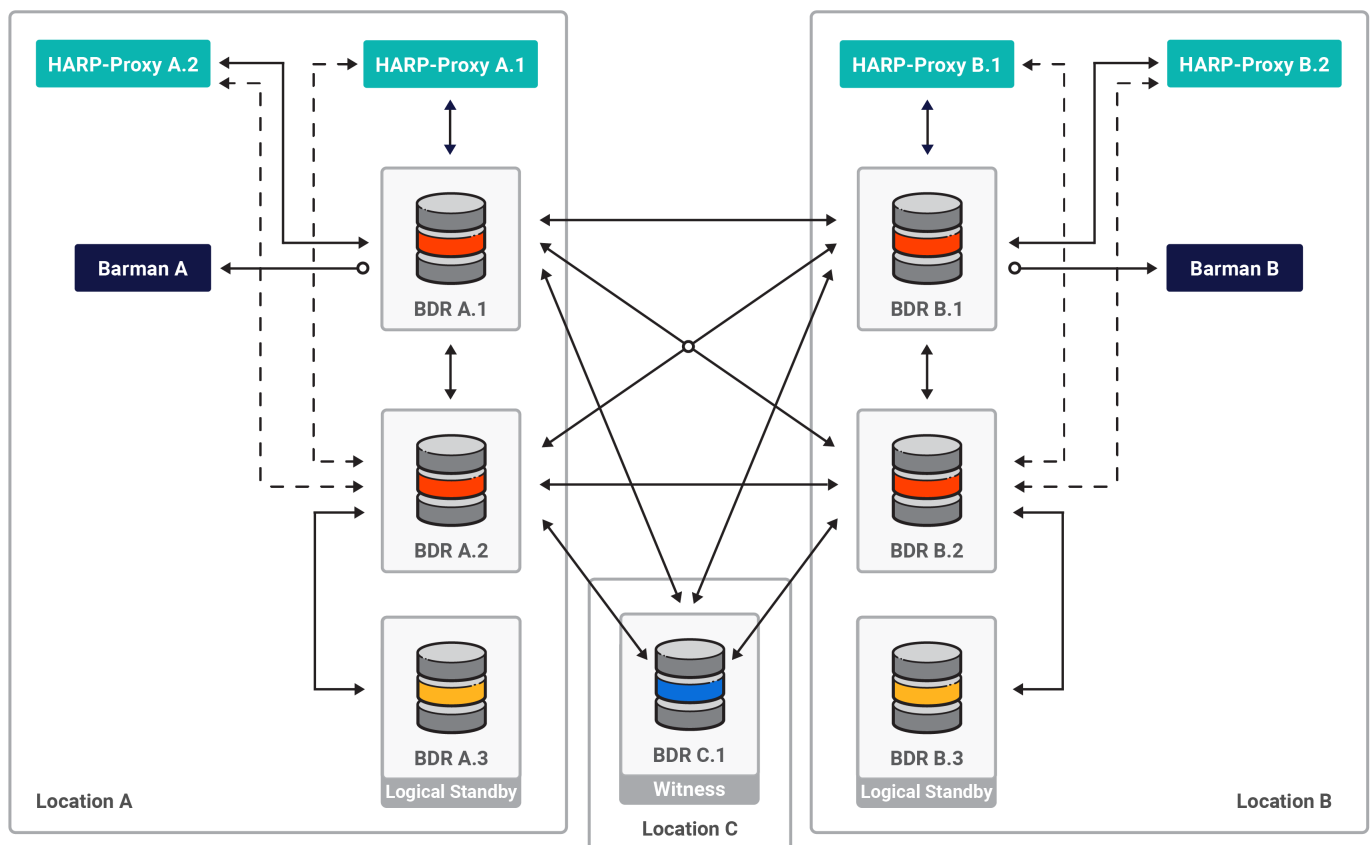 HARP-Proxy A.2
HARP-Proxy A.1
HARP-Proxy B.1
HARP-Proxy B.2
Barman A
BDR A.1
BDR B.1
Barman B
BDR A.2
BDR B.2
BDR A.3
Logical Standby
BDR C.1
Witness
BDR B.3
Logical Standby
Location A
Location C
Location B